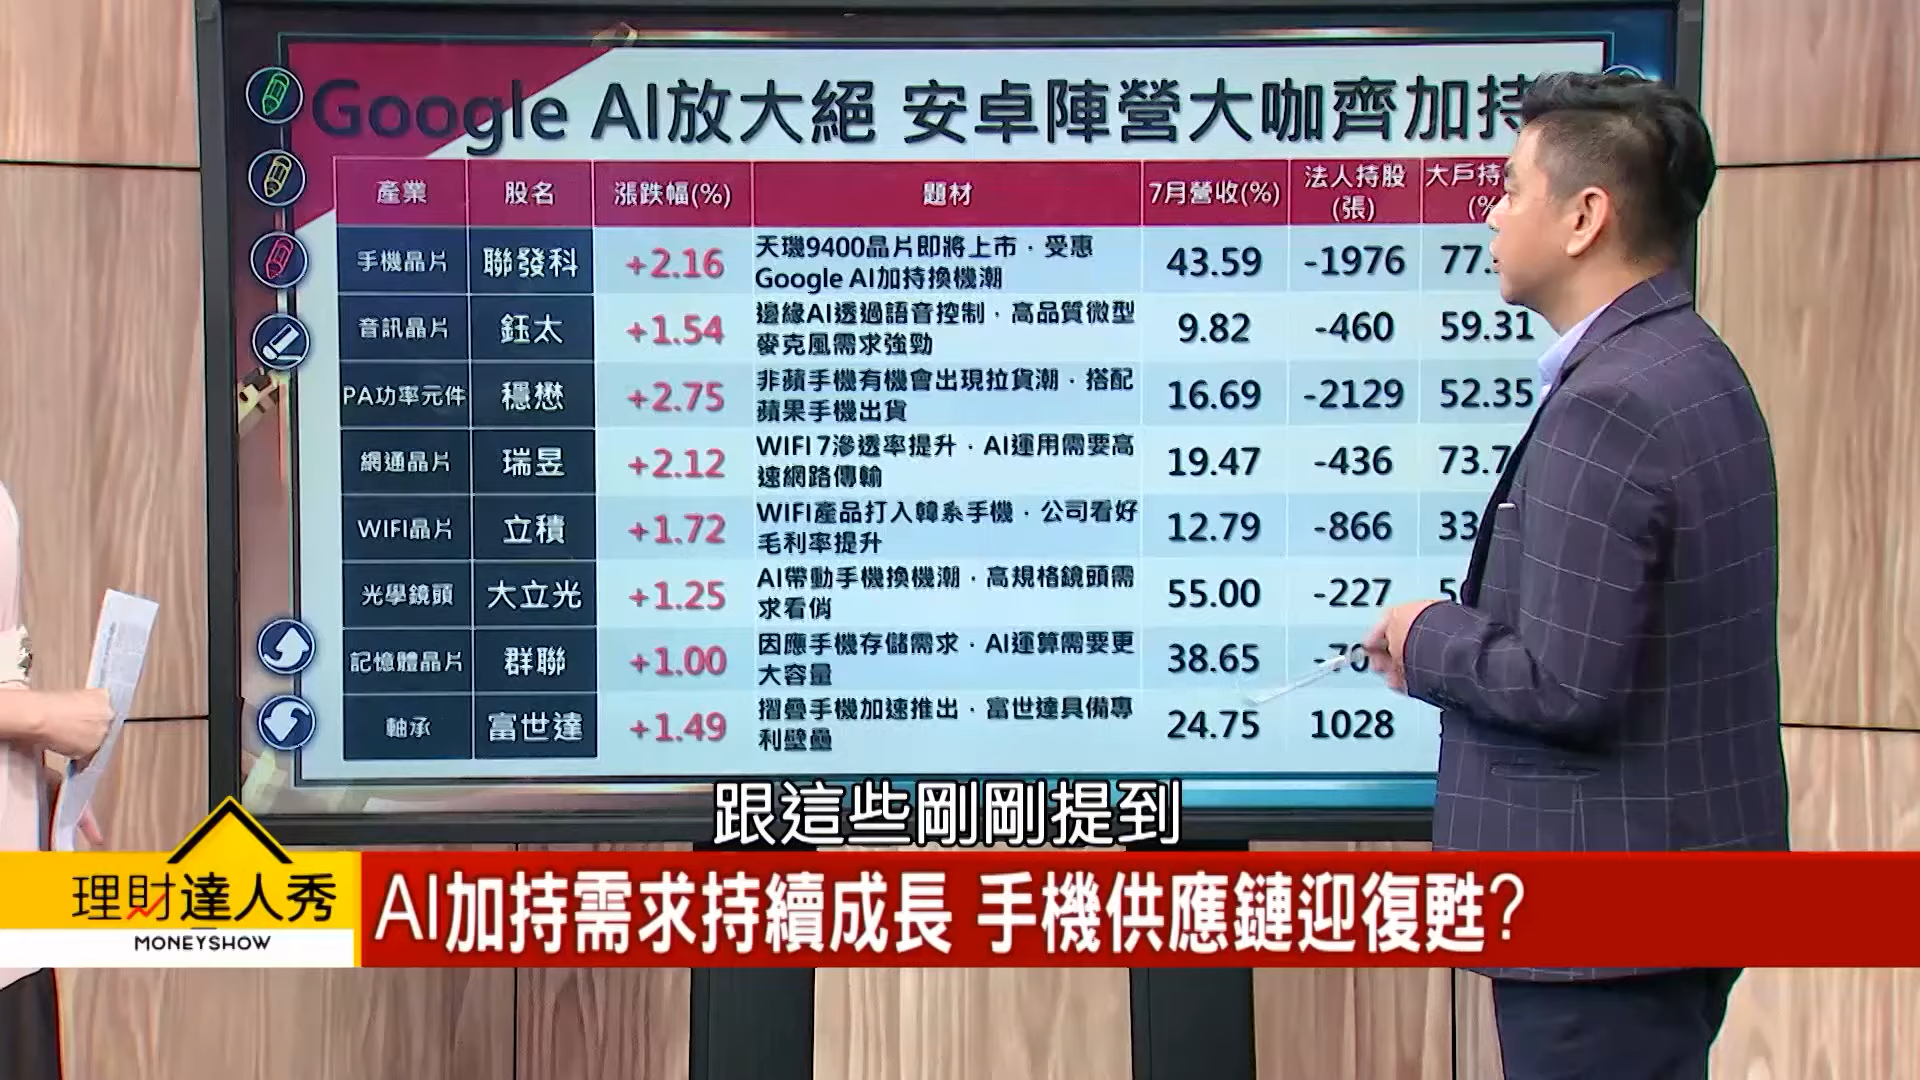 Google AI放大絕 安卓陣營大咖齊加持
產業 股名 漲跌幅(%) 題材 7月營收(%) 法人持股(張) 大戶持
手機晶片 聯發科 +2.16 天璣9400晶片即將上市，受惠 43.59 -1976 77.
Google AI加持換機潮
音訊晶片 鈺太 +1.54 邊緣AI透過語音控制，高品質微型 9.82 -460 59.31
麥克風需求強勁
PA功率元件 穩懋 +2.75 非蘋手機有機會出現拉貨潮，搭配 16.69 -2129 52.35
蘋果手機出貨
網通晶片 瑞昱 +2.12 WIFI 7滲透率提升，AI運用需要高 19.47 -436 73.7
速網路傳輸
WIFI晶片 立積 +1.72 WIFI產品打入韓系手機，公司看好 12.79 -866 33
毛利率提升
光學鏡頭 大立光 +1.25 AI帶動手機換機潮，高規格鏡頭需 55.00 -227
求看俏
記憶體晶片 群聯 +1.00 因應手機存儲需求，AI運算需要更 38.65
大容量
軸承 富世達 +1.49 摺疊手機加速推出，富世達具備專 24.75 1028
利壁壘
跟這些剛剛提到
理財達人秀
MONEYSHOW
AI加持需求持續成長 手機供應鏈迎復甦?